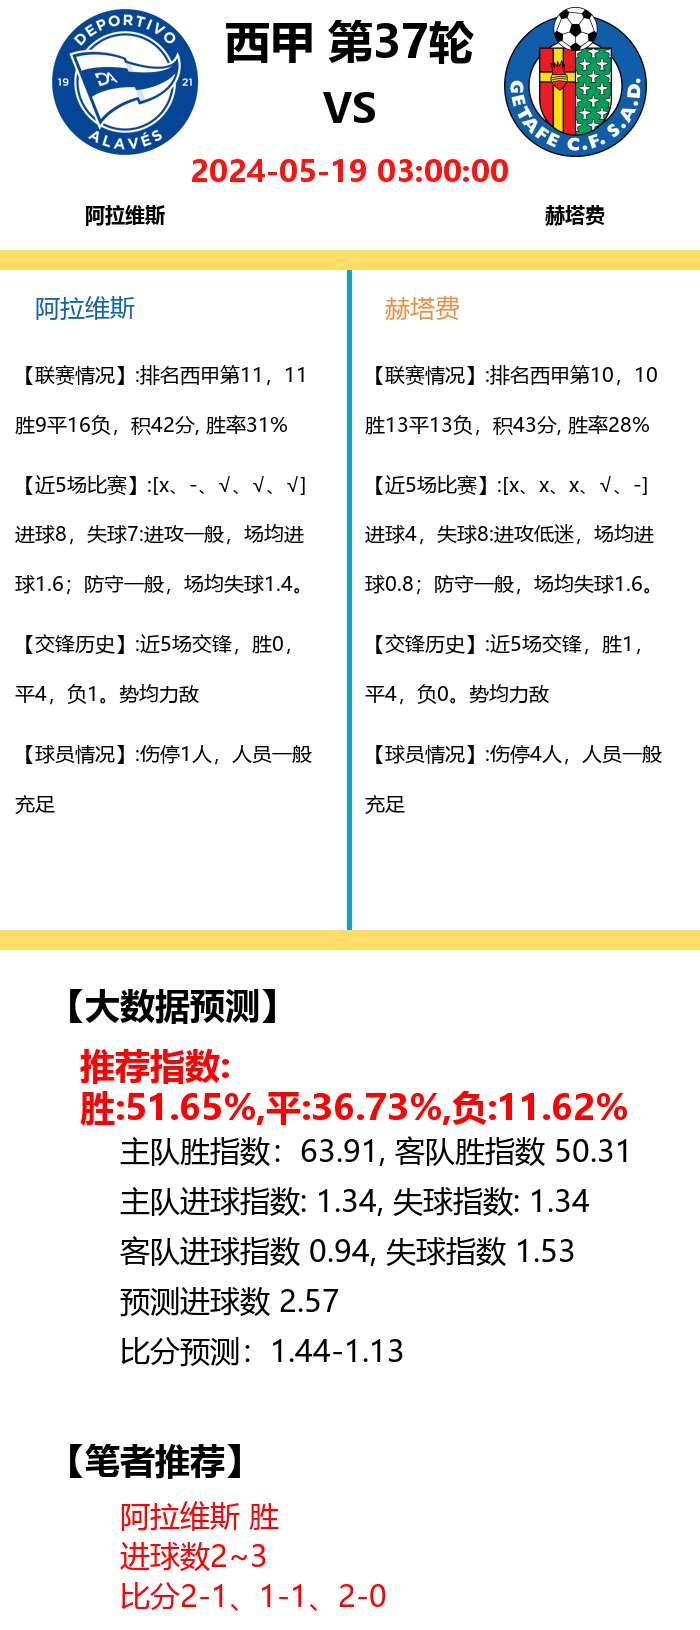 DEPORTIVO
19 DA 21
ALAVÉS
西甲 第37轮
VS
GETAFE C.F. S.A.D.
2024-05-19 03:00:00
阿拉维斯
赫塔费
阿拉维斯
【联赛情况】:排名西甲第11，11
胜9平16负，积42分, 胜率31%
【近5场比赛】:[x、-、√、√、√]
进球8，失球7:进攻一般，场均进
球1.6；防守一般，场均失球1.4。
【交锋历史】:近5场交锋，胜0，
平4，负1。势均力敌
【球员情况】:伤停1人，人员一般
充足
赫塔费
【联赛情况】:排名西甲第10，10
胜13平13负，积43分, 胜率28%
【近5场比赛】:[x、x、x、√、-]
进球4，失球8:进攻低迷，场均进
球0.8；防守一般，场均失球1.6。
【交锋历史】:近5场交锋，胜1，
平4，负0。势均力敌
【球员情况】:伤停4人，人员一般
充足
【大数据预测】
推荐指数:
胜:51.65%,平:36.73%,负:11.62%
主队胜指数：63.91, 客队胜指数 50.31
主队进球指数: 1.34, 失球指数: 1.34
客队进球指数 0.94, 失球指数 1.53
预测进球数 2.57
比分预测：1.44-1.13
【笔者推荐】
阿拉维斯 胜
进球数2~3
比分2-1、1-1、2-0